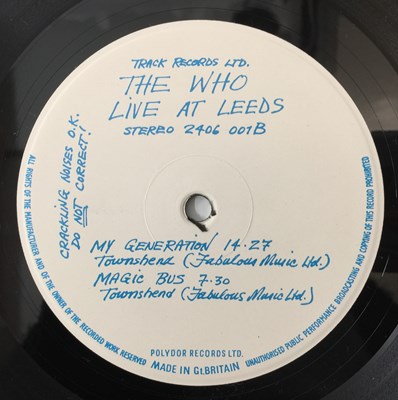 TRACK RECORDS LTD.
THE WHO
LIVE AT LEEDS
STEREO 2406 001B
CRACKLING NOISES O.K.
DO NOT CORRECT!
MY GENERATION 14.27
Townshend (Fabulous Music Ltd.)
MAGIC BUS 7.30
Townshend (Fabulous Music Ltd.)
POLYDOR RECORDS LTD.
MADE IN Gt.BRITAIN
ALL RIGHTS OF THE MANUFACTURER AND OF THE OWNER OF THE RECORDED WORK RESERVED
UNAUTHORISED PUBLIC PERFORMANCE BROADCASTING AND COPYING OF THIS RECORD PROHIBITED